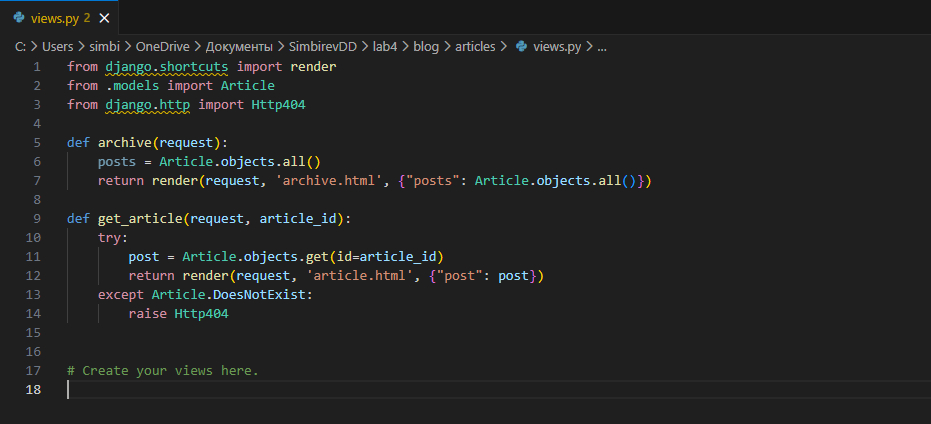 views.py 2 ×
C: > Users > simbi > OneDrive > Документы > SimbirevDD > lab4 > blog > articles > views.py > ...
1 from django.shortcuts import render
2 from .models import Article
3 from django.http import Http404
4
5 def archive(request):
6     posts = Article.objects.all()
7     return render(request, 'archive.html', {"posts": Article.objects.all()})
8
9 def get_article(request, article_id):
10     try:
11         post = Article.objects.get(id=article_id)
12         return render(request, 'article.html', {"post": post})
13     except Article.DoesNotExist:
14         raise Http404
15
16
17 # Create your views here.
18